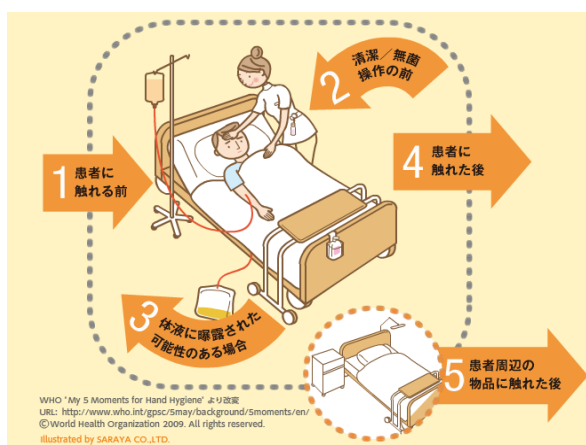 1 患者に
触れる前
2 清潔／無菌
操作の前
3 体液に曝露された
可能性のある場合
4 患者に
触れた後
5 患者周辺の
物品に触れた後
WHO ‘My 5 Moments for Hand Hygiene’ より改変
URL: http://www.who.int/gpsc/5may/background/5moments/en/
©World Health Organization 2009. All rights reserved.
Illustrated by SARAYA CO.,LTD.